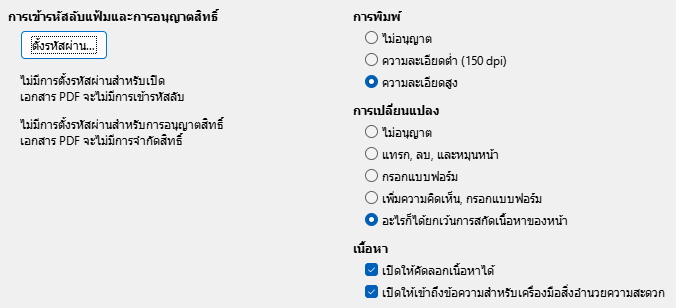 การเข้ารหัสลับแฟ้มและการอนุญาตสิทธิ์
ตั้งรหัสผ่าน...
ไม่มีการตั้งรหัสผ่านสำหรับเปิด
เอกสาร PDF จะไม่มีการเข้ารหัสลับ
ไม่มีการตั้งรหัสผ่านสำหรับการอนุญาตสิทธิ์
เอกสาร PDF จะไม่มีการจำกัดสิทธิ์
การพิมพ์
ไม่อนุญาต
ความละเอียดต่ำ (150 dpi)
ความละเอียดสูง
การเปลี่ยนแปลง
ไม่อนุญาต
แทรก, ลบ, และหมุนหน้า
กรอกแบบฟอร์ม
เพิ่มความคิดเห็น, กรอกแบบฟอร์ม
อะไรก็ได้ยกเว้นการสกัดเนื้อหาของหน้า
เนื้อหา
เปิดให้คัดลอกเนื้อหาได้
เปิดให้เข้าถึงข้อความสำหรับเครื่องมือสิ่งอำนวยความสะดวก